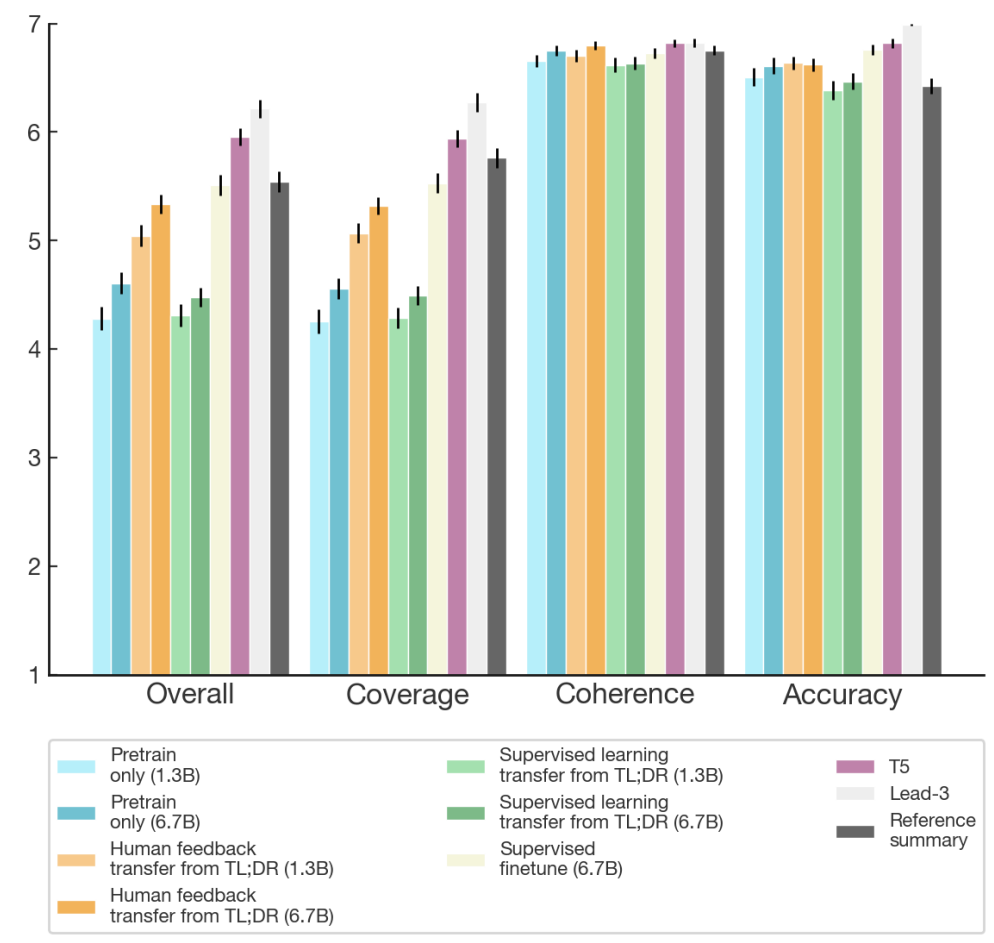 7
6
5
4
3
2
1
Overall
Coverage
Coherence
Accuracy
Pretrain
only (1.3B)
Pretrain
only (6.7B)
Human feedback
transfer from TL;DR (1.3B)
Human feedback
transfer from TL;DR (6.7B)
Supervised learning
transfer from TL;DR (1.3B)
Supervised learning
transfer from TL;DR (6.7B)
Supervised
finetune (6.7B)
T5
Lead-3
Reference
summary